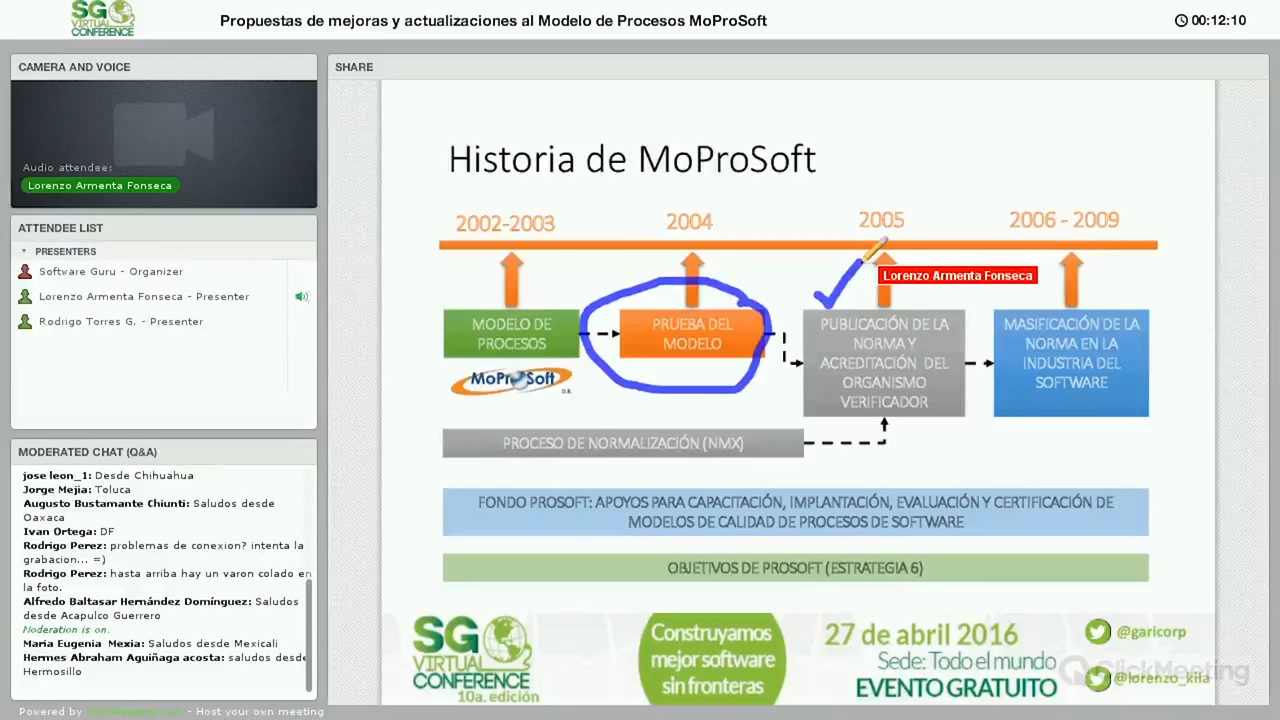 SG
VIRTUAL
CONFERENCE
Propuestas de mejoras y actualizaciones al Modelo de Procesos MoProSoft
00:12:10
CAMERA AND VOICE
Audio attendee:
Lorenzo Armenta Fonseca
ATTENDEE LIST
PRESENTERS
Software Guru - Organizer
Lorenzo Armenta Fonseca - Presenter
Rodrigo Torres G. - Presenter
MODERATED CHAT (Q&A)
jose leon_1: Desde Chihuahua
Jorge Mejia: Toluca
Augusto Bustamante Chiunti: Saludos desde
Oaxaca
Ivan Ortega: DF
Rodrigo Perez: problemas de conexion? intenta la
grabacion... =)
Rodrigo Perez: hasta arriba hay un varon colado en
la foto.
Alfredo Baltasar Hernández Domínguez: Saludos
desde Acapulco Guerrero
Moderation is on.
Maria Eugenia Mexia: Saludos desde Mexicali
Hermes Abraham Aguiñaga acosta: saludos desde
Hermosillo
Powered by ClickMeeting.com - Host your own meeting
SHARE
Historia de MoProSoft
2002-2003
2004
2005
2006 - 2009
Lorenzo Armenta Fonseca
MODELO DE
PROCESOS
MoProSoft
PRUEBA DEL
MODELO
PUBLICACIÓN DE LA
NORMA Y
ACREDITACIÓN DEL
ORGANISMO
VERIFICADOR
MASIFICACIÓN DE LA
NORMA EN LA
INDUSTRIA DEL
SOFTWARE
PROCESO DE NORMALIZACIÓN (NMX)
FONDO PROSOFT: APOYOS PARA CAPACITACIÓN, IMPLANTACIÓN, EVALUACIÓN Y CERTIFICACIÓN DE
MODELOS DE CALIDAD DE PROCESOS DE SOFTWARE
OBJETIVOS DE PROSOFT (ESTRATEGIA 6)
SG
VIRTUAL
CONFERENCE
10a. edición
Construyamos
mejor software
sin fronteras
27 de abril 2016
Sede: Todo el mundo
EVENTO GRATUITO
@garicorp
@lorenzo_xila
ClickMeeting